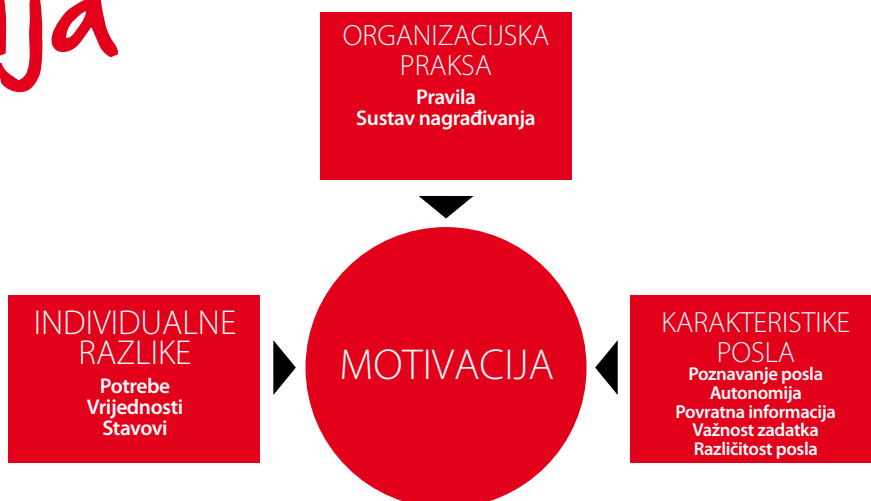 ORGANIZACIJSKA
PRAKSA
Pravila
Sustav nagrađivanja
INDIVIDUALNE
RAZLIKE
Potrebe
Vrijednosti
Stavovi
MOTIVACIJA
KARAKTERISTIKE
POSLA
Poznavanje posla
Autonomija
Povratna informacija
Važnost zadatka
Različitost posla